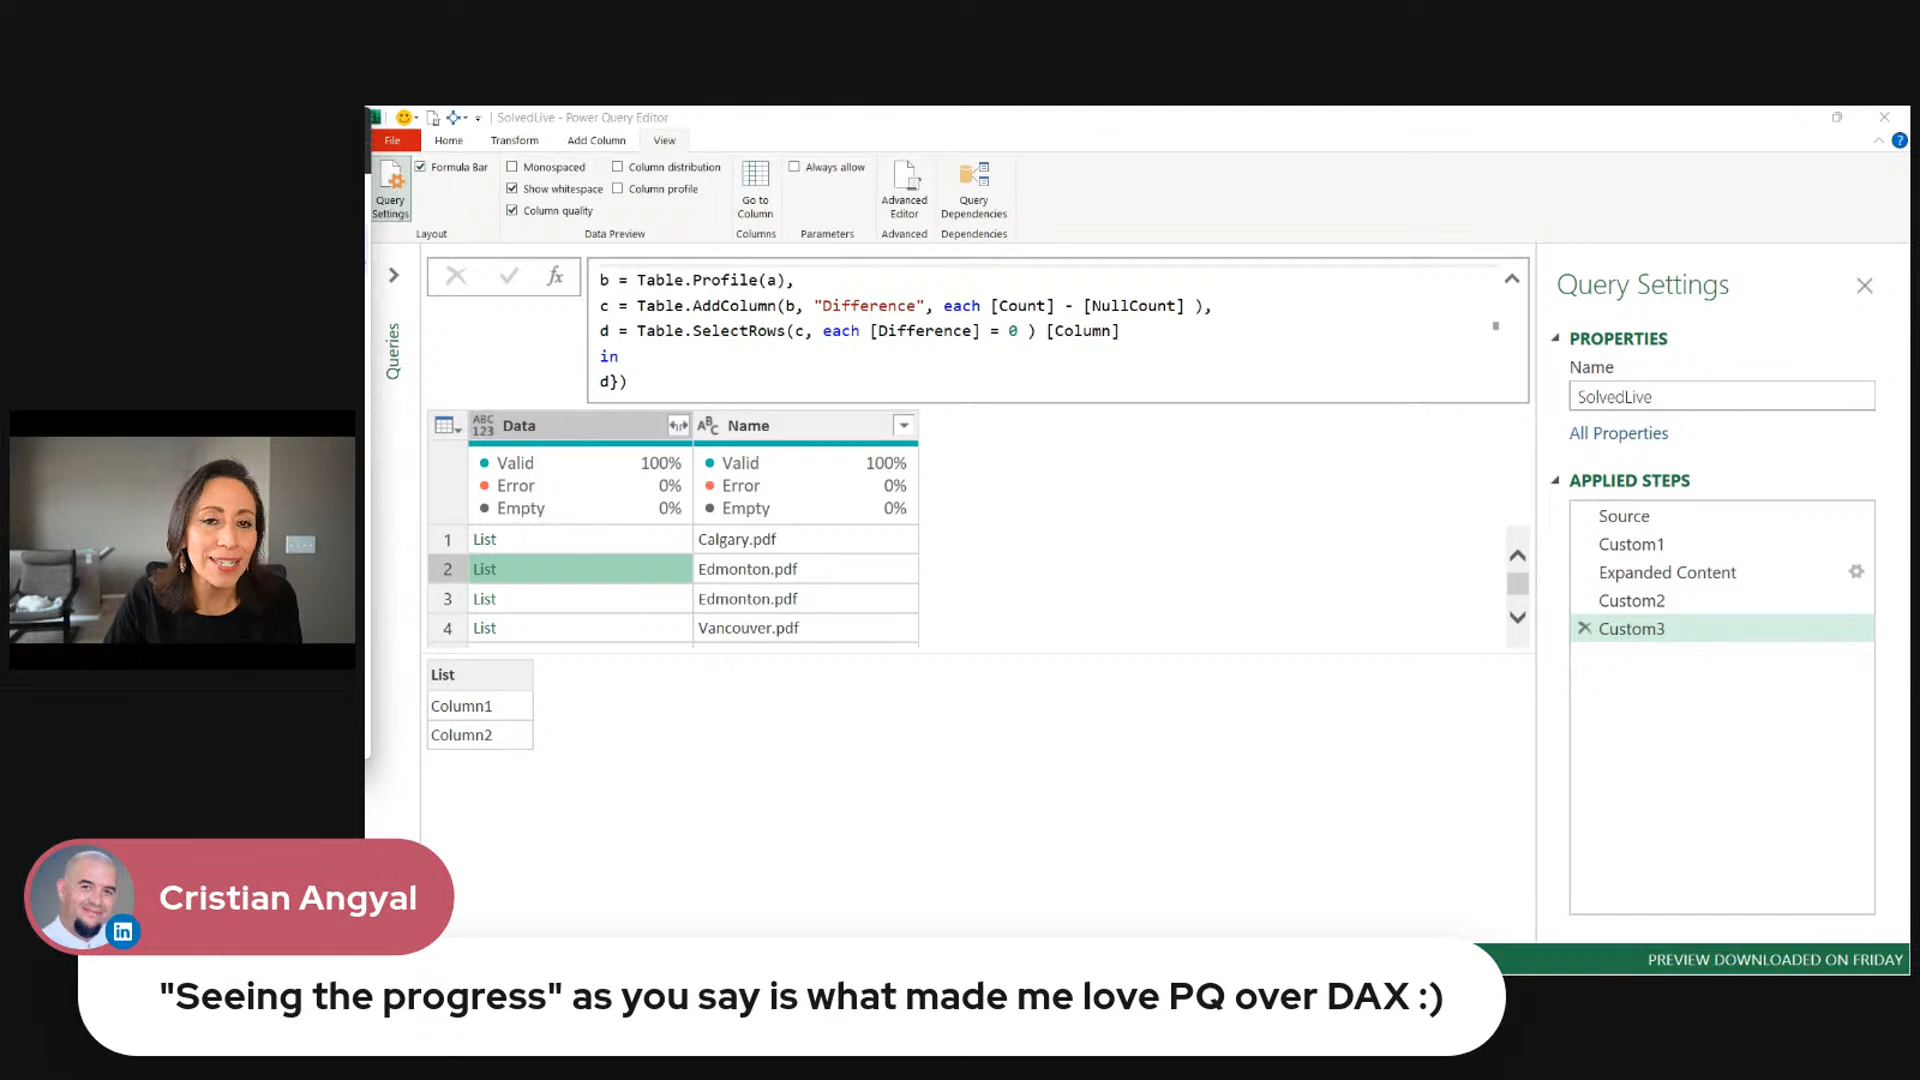 SolvedLive - Power Query Editor
File Home Transform Add Column View
Query Settings
Formula Bar
Layout
Monospaced
Show whitespace
Column quality
Column distribution
Column profile
Data Preview
Go to Column
Columns
Always allow
Parameters
Advanced Editor
Advanced
Query Dependencies
Dependencies
Queries
fx
b = Table.Profile(a),
c = Table.AddColumn(b, "Difference", each [Count] - [NullCount] ),
d = Table.SelectRows(c, each [Difference] = 0 ) [Column]
in
d})
ABC 123 Data ABC Name
Valid 100% Valid 100%
Error 0% Error 0%
Empty 0% Empty 0%
1 List Calgary.pdf
2 List Edmonton.pdf
3 List Edmonton.pdf
4 List Vancouver.pdf
List
Column1
Column2
Query Settings
PROPERTIES
Name
SolvedLive
All Properties
APPLIED STEPS
Source
Custom1
Expanded Content
Custom2
Custom3
PREVIEW DOWNLOADED ON FRIDAY
Cristian Angyal
in
"Seeing the progress" as you say is what made me love PQ over DAX :)